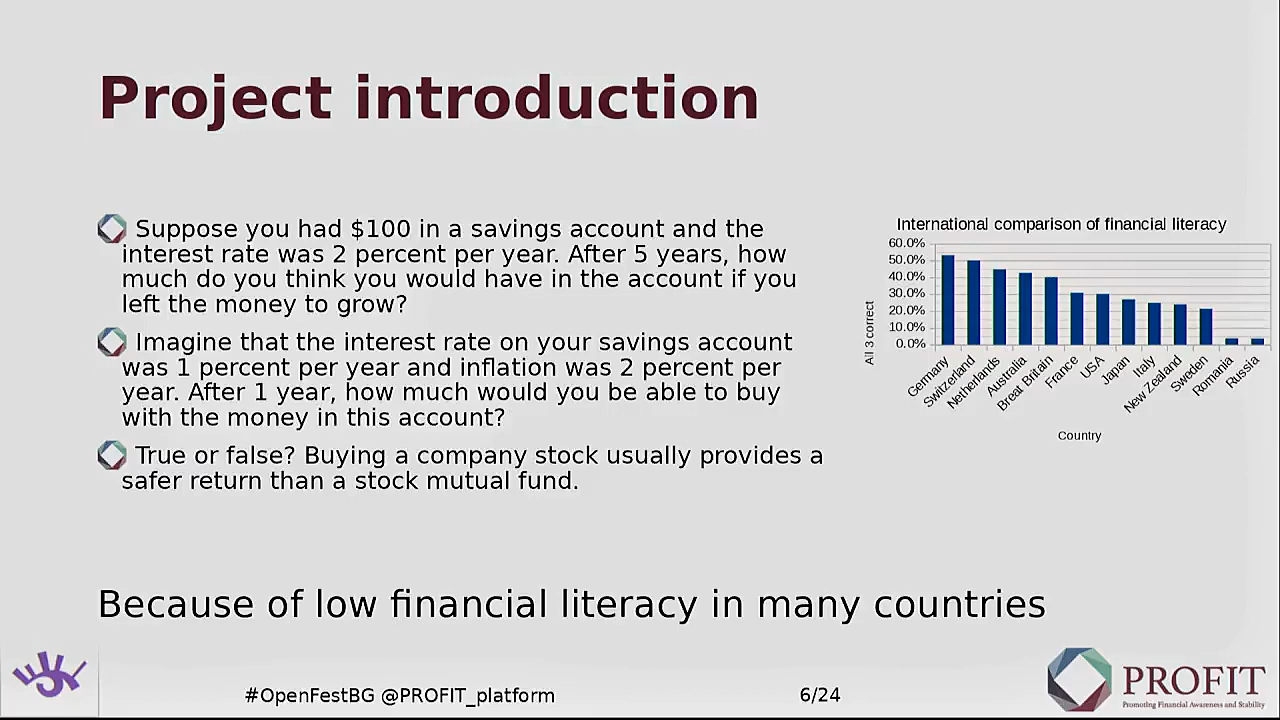 Project introduction
Suppose you had $100 in a savings account and the
interest rate was 2 percent per year. After 5 years, how
much do you think you would have in the account if you
left the money to grow?
Imagine that the interest rate on your savings account
was 1 percent per year and inflation was 2 percent per
year. After 1 year, how much would you be able to buy
with the money in this account?
True or false? Buying a company stock usually provides a
safer return than a stock mutual fund.
International comparison of financial literacy
60.0%
50.0%
40.0%
30.0%
20.0%
10.0%
0.0%
All 3 correct
Germany
Switzerland
Netherlands
Australia
Breat Britain
France
USA
Japan
Italy
New Zealand
Sweden
Romania
Russia
Country
Because of low financial literacy in many countries
#OpenFestBG @PROFIT_platform
6/24
PROFIT
Promoting Financial Awareness and Stability